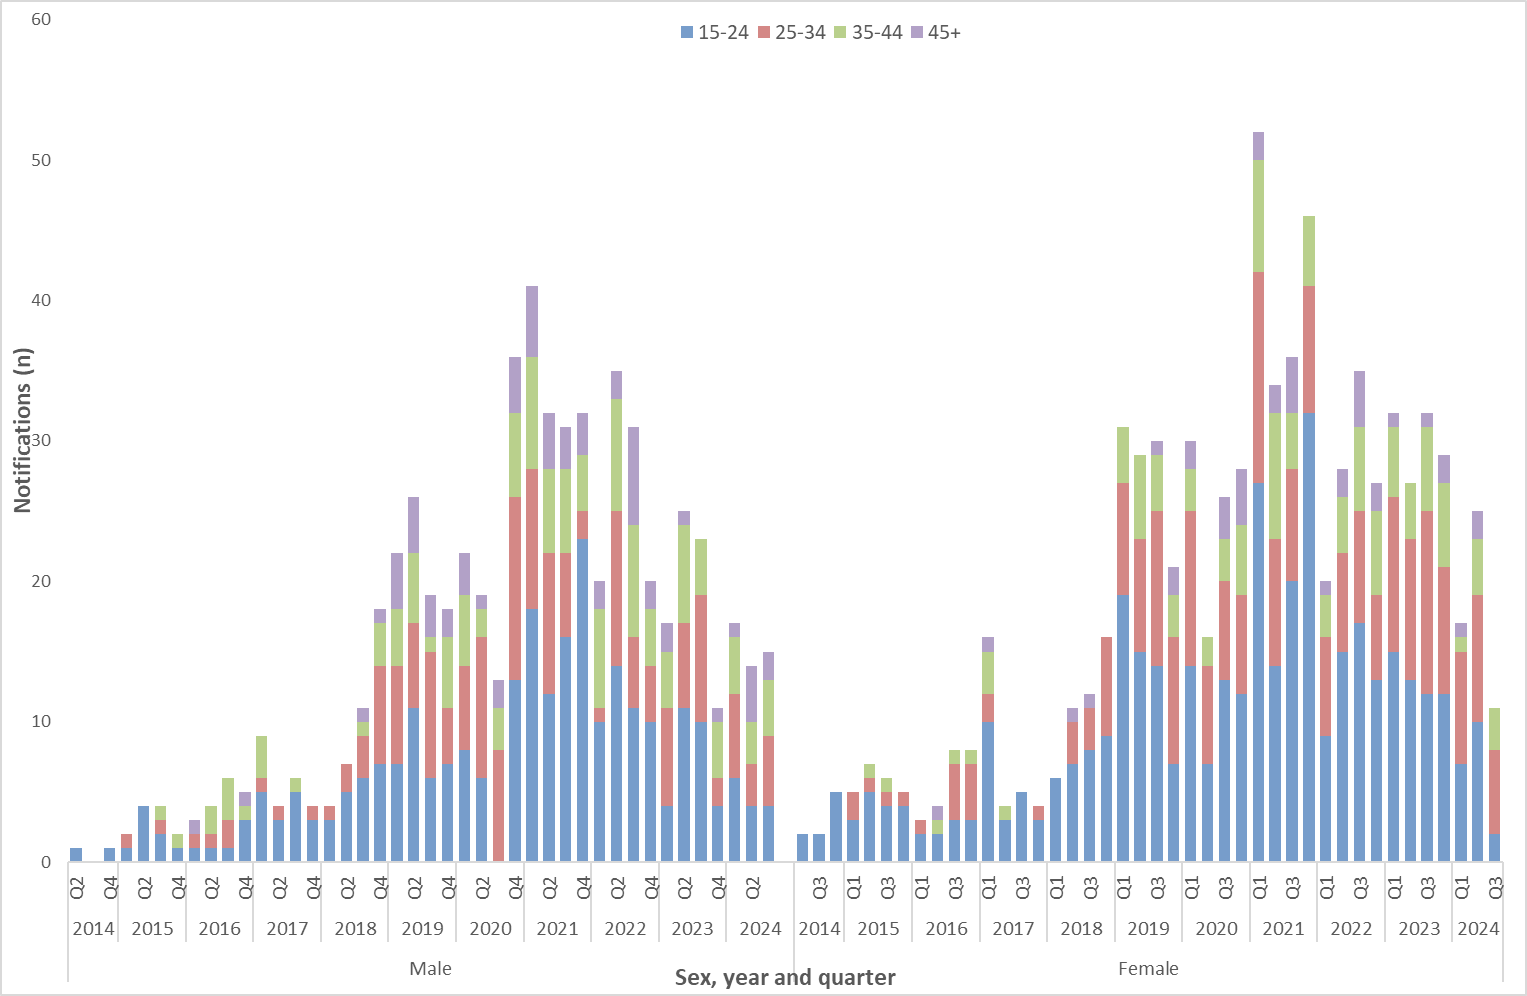 60
15-24 25-34 35-44 45+
50
40
30
20
10
0
Notifications (n)
Q2 Q4 Q2 Q4 Q2 Q4 Q2 Q4 Q2 Q4 Q2 Q4 Q2 Q4 Q2 Q4 Q2 Q4 Q2 Q4 Q2 Q3 Q1 Q3 Q1 Q3 Q1 Q3 Q1 Q3 Q1 Q3 Q1 Q3 Q1 Q3 Q1 Q3 Q1 Q3 Q1 Q3
2014 2015 2016 2017 2018 2019 2020 2021 2022 2023 2024 2014 2015 2016 2017 2018 2019 2020 2021 2022 2023 2024
Male Female
Sex, year and quarter